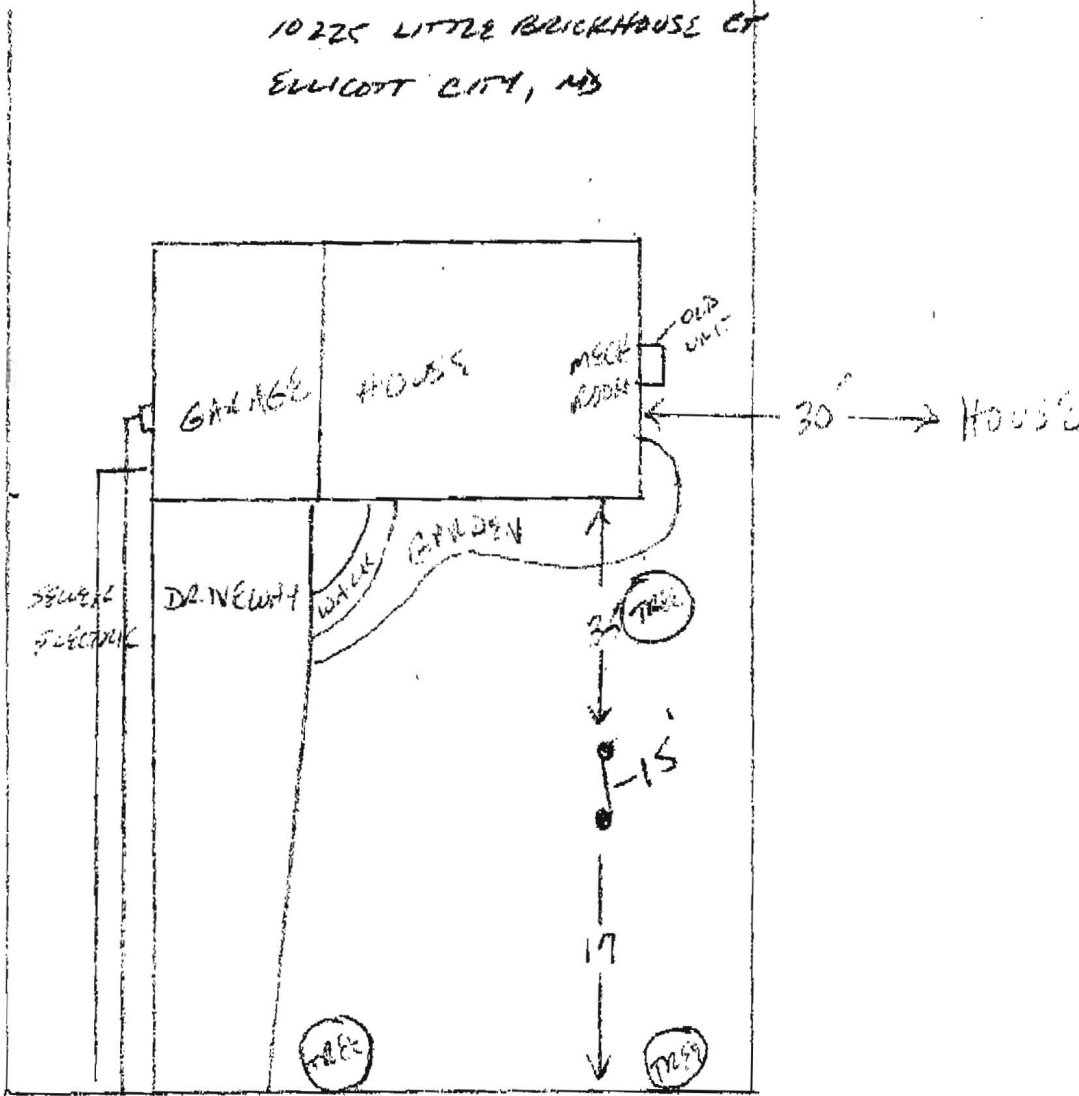 10225 LITTLE BRICKHOUSE CT
ELLICOTT CITY, MD
OLD
UNIT
MECH
ROOM
GARAGE
HOUSE
30'
HOUSE
GARDEN
WALK
DRIVEWAY
SEWER
ELECTRIC
TREE
15'
17
TREE
TREE